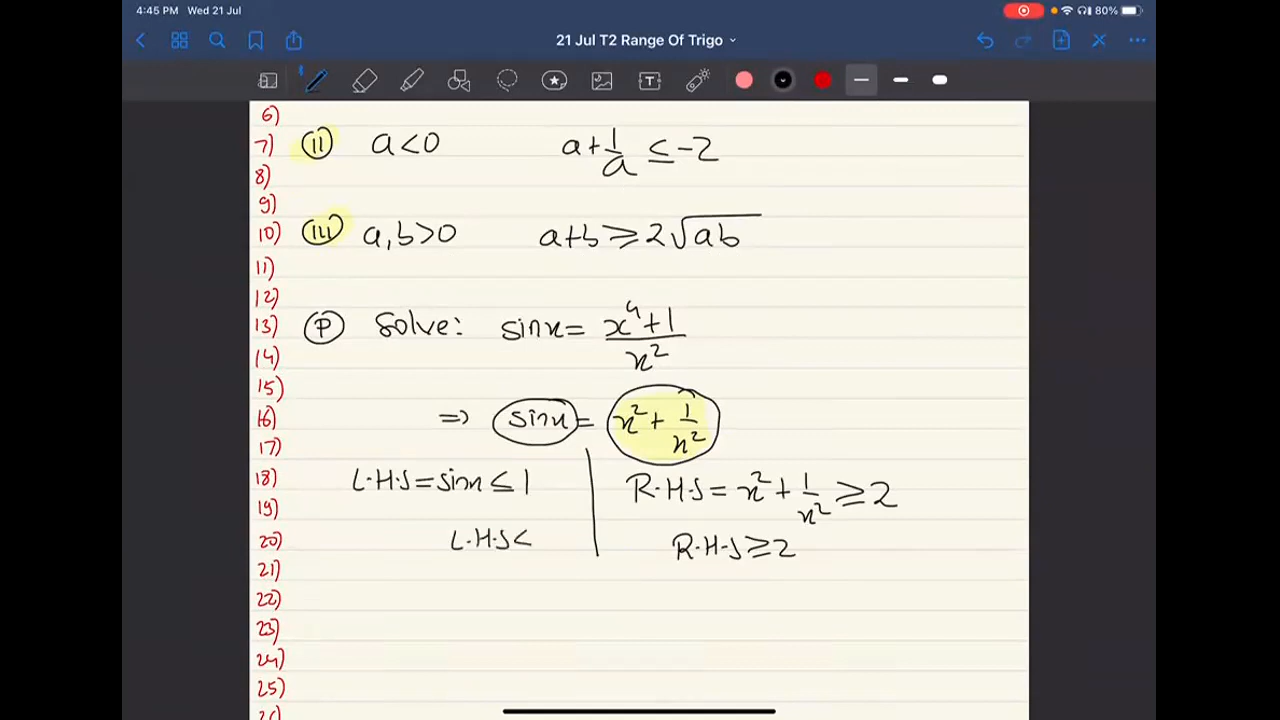 4:45 PM Wed 21 Jul
80%
21 Jul T2 Range Of Trigo
6)
7) (II) a<0 a+1/a ≤-2
8)
9)
10) (III) a,b>0 a+b ≥ 2√ab
11)
12)
13) (P) Solve: sinx= (x⁴+1)/x²
14)
15)
16) => sinx = x²+ 1/x²
17)
18) L·H·S = sinx ≤ 1 R·H·S = x² + 1/x² ≥ 2
19)
20) L·H·S< R·H·S ≥ 2
21)
22)
23)
24)
25)